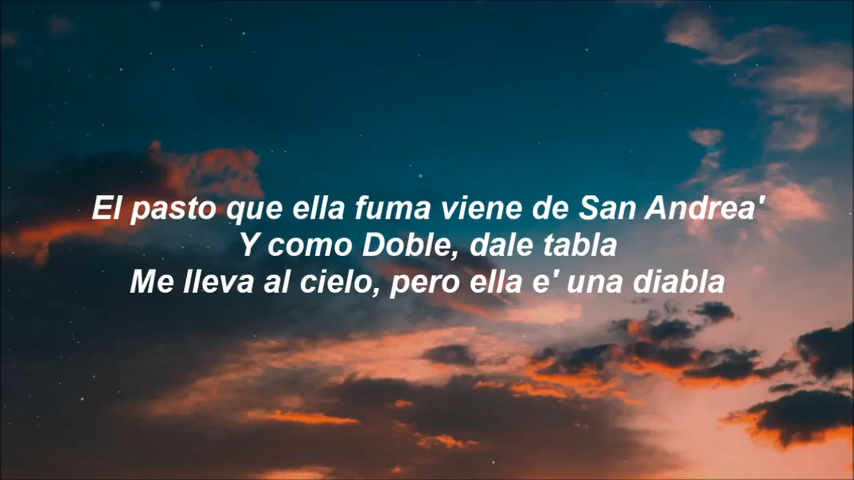 El pasto que ella fuma viene de San Andrea'
Y como Doble, dale tabla
Me lleva al cielo, pero ella e' una diabla